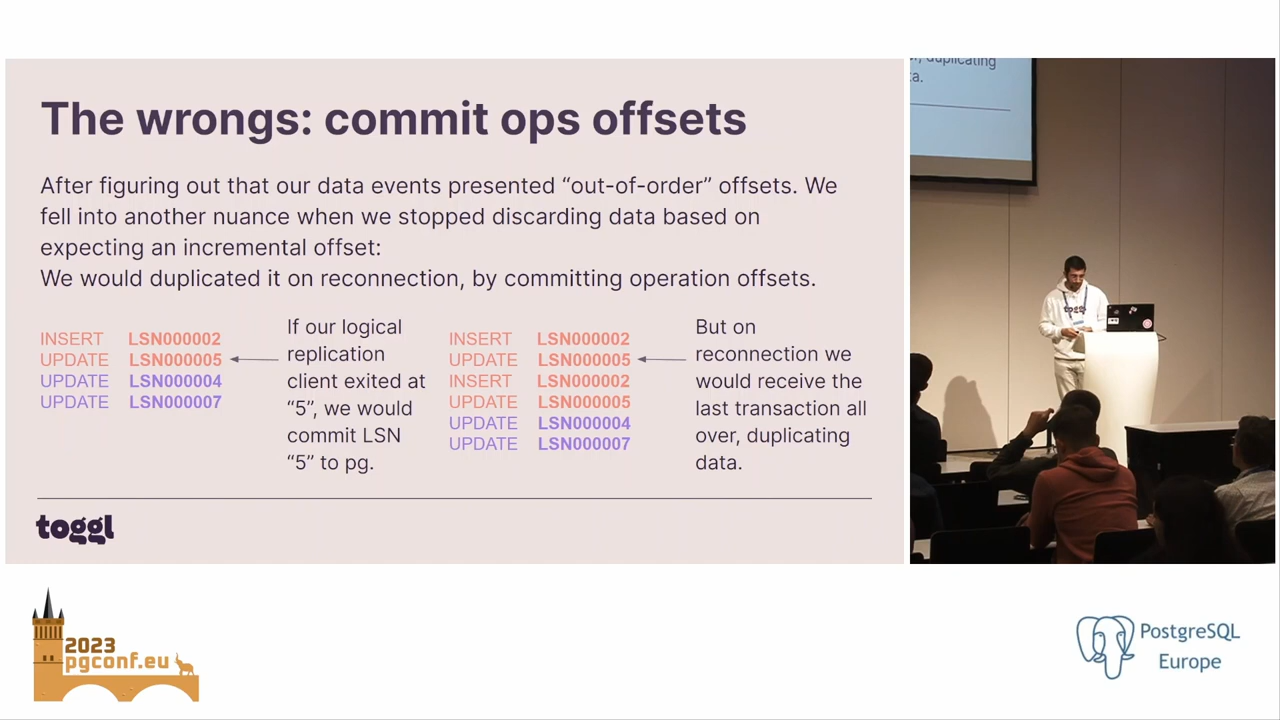 The wrongs: commit ops offsets
After figuring out that our data events presented “out-of-order” offsets. We
fell into another nuance when we stopped discarding data based on
expecting an incremental offset:
We would duplicated it on reconnection, by committing operation offsets.
INSERT LSN000002
UPDATE LSN000005
UPDATE LSN000004
UPDATE LSN000007
If our logical
replication
client exited at
“5”, we would
commit LSN
“5” to pg.
INSERT LSN000002
UPDATE LSN000005
INSERT LSN000002
UPDATE LSN000005
UPDATE LSN000004
UPDATE LSN000007
But on
reconnection we
would receive the
last transaction all
over, duplicating
data.
toggl
duplicating
ta.
toggl
2023
pgconf.eu
PostgreSQL
Europe